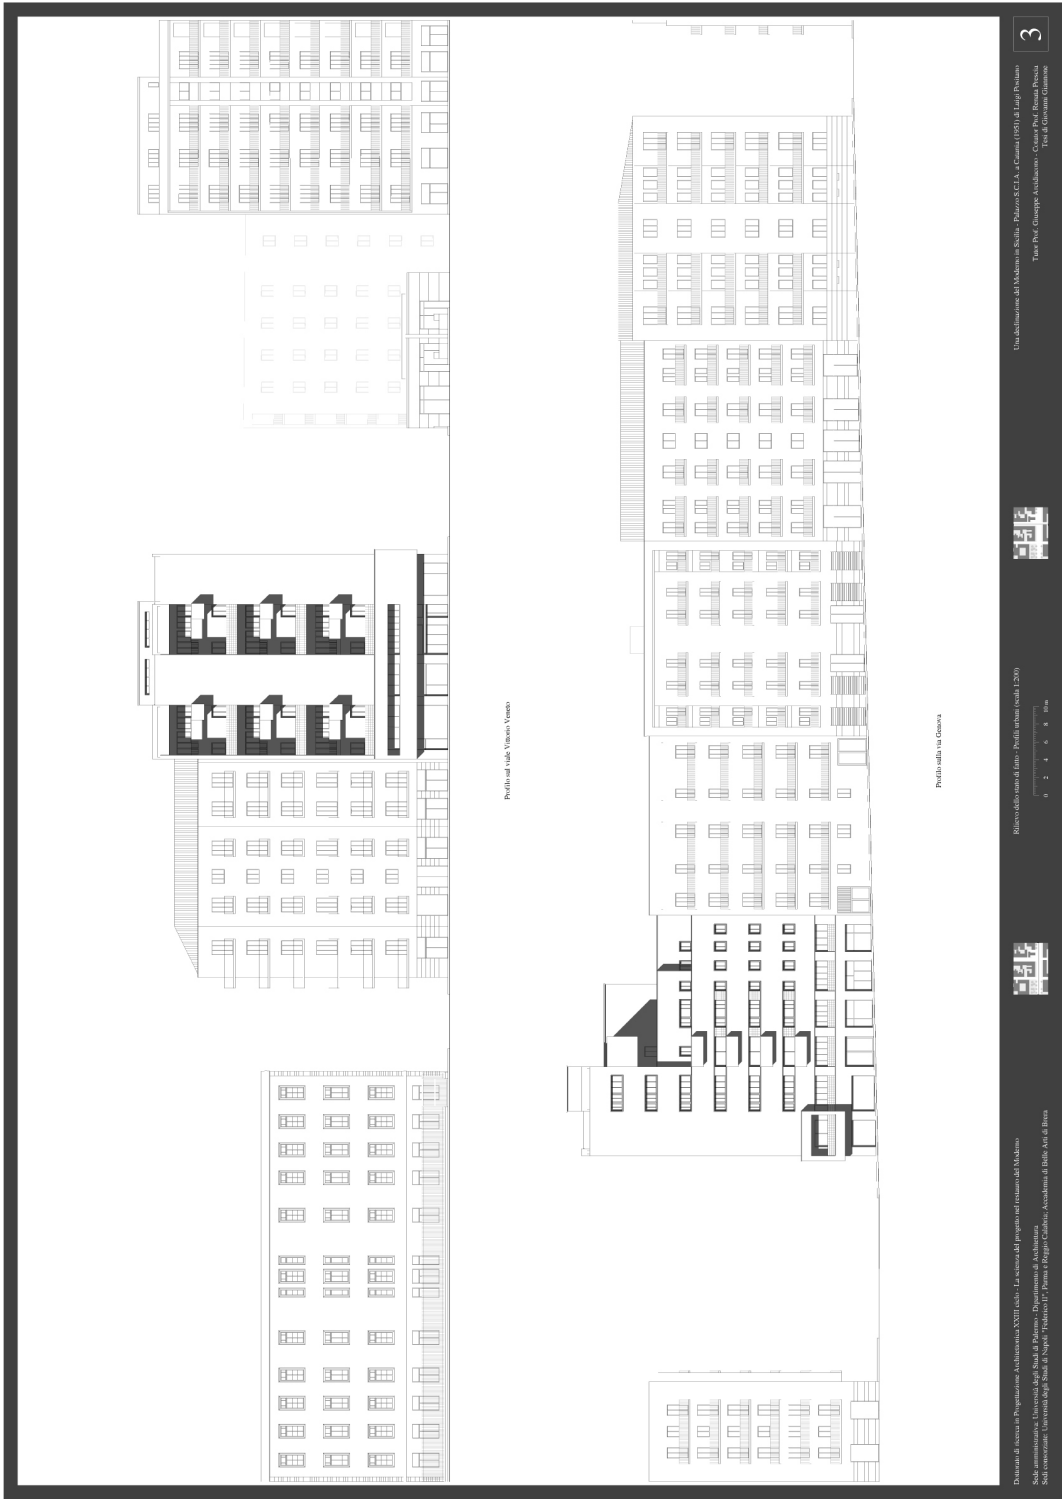 Profilo sul viale Vittorio Veneto
Profilo sulla via Genova
Dottorato di ricerca in Progettazione Architettonica XXIII ciclo - La scienza del progetto nel restauro del Moderno
Sede amministrativa: Università degli Studi di Palermo - Dipartimento di Architettura
Sedi consorziate: Università degli Studi di Napoli "Federico II", Parma e Reggio Calabria; Accademia di Belle Arti di Brera
Rilievo dello stato di fatto - Profili urbani (scala 1:200)
0 2 4 6 8 10 m
Una declinazione del Moderno in Sicilia - Palazzo S.C.I.A. a Catania (1951) di Luigi Positano
Tutor Prof. Giuseppe Arcidiacono - Cotutor Prof. Renata Prescia
Tesi di Giovanni Giannone
3